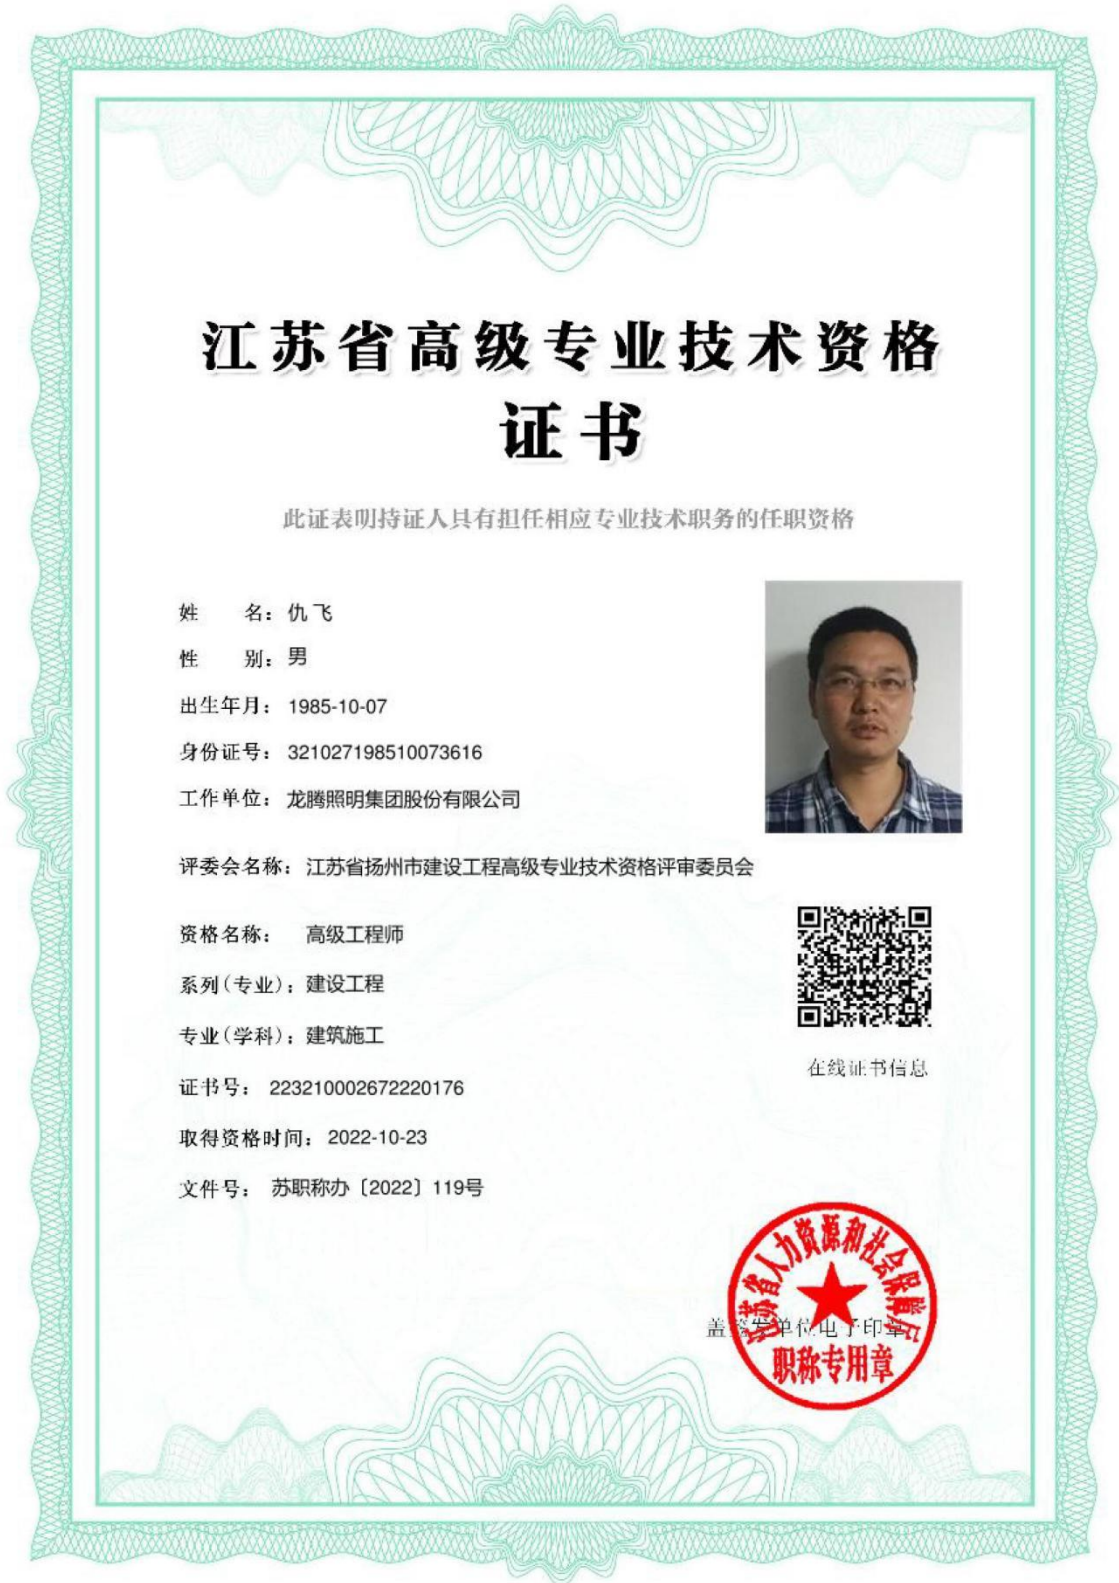 江苏省高级专业技术资格
证书
此证表明持证人具有担任相应专业技术职务的任职资格
姓 名：仇飞
性 别：男
出生年月：1985-10-07
身份证号：321027198510073616
工作单位：龙腾照明集团股份有限公司
评委会名称：江苏省扬州市建设工程高级专业技术资格评审委员会
资格名称：高级工程师
系列（专业）：建设工程
专业（学科）：建筑施工
在线证书信息
证书号：223210002672220176
取得资格时间：2022-10-23
文件号：苏职称办〔2022〕119号
江苏省人力资源和社会保障厅
盖签发单位电子印章
职称专用章